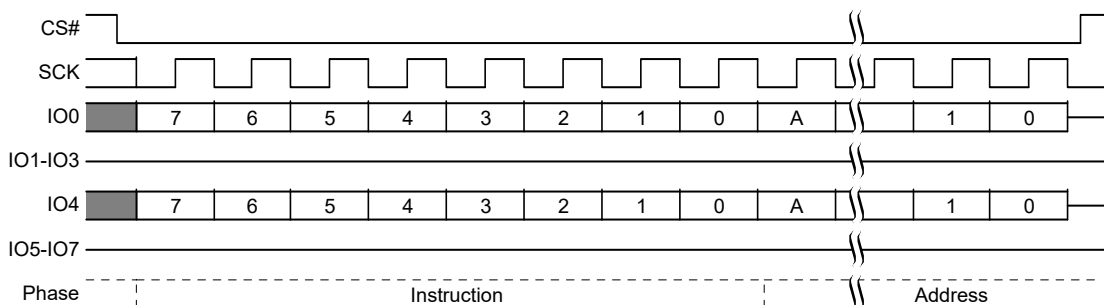 CS#
SCK
IO0 7 6 5 4 3 2 1 0 A 1 0
IO1-IO3
IO4 7 6 5 4 3 2 1 0 A 1 0
IO5-IO7
Phase Instruction Address